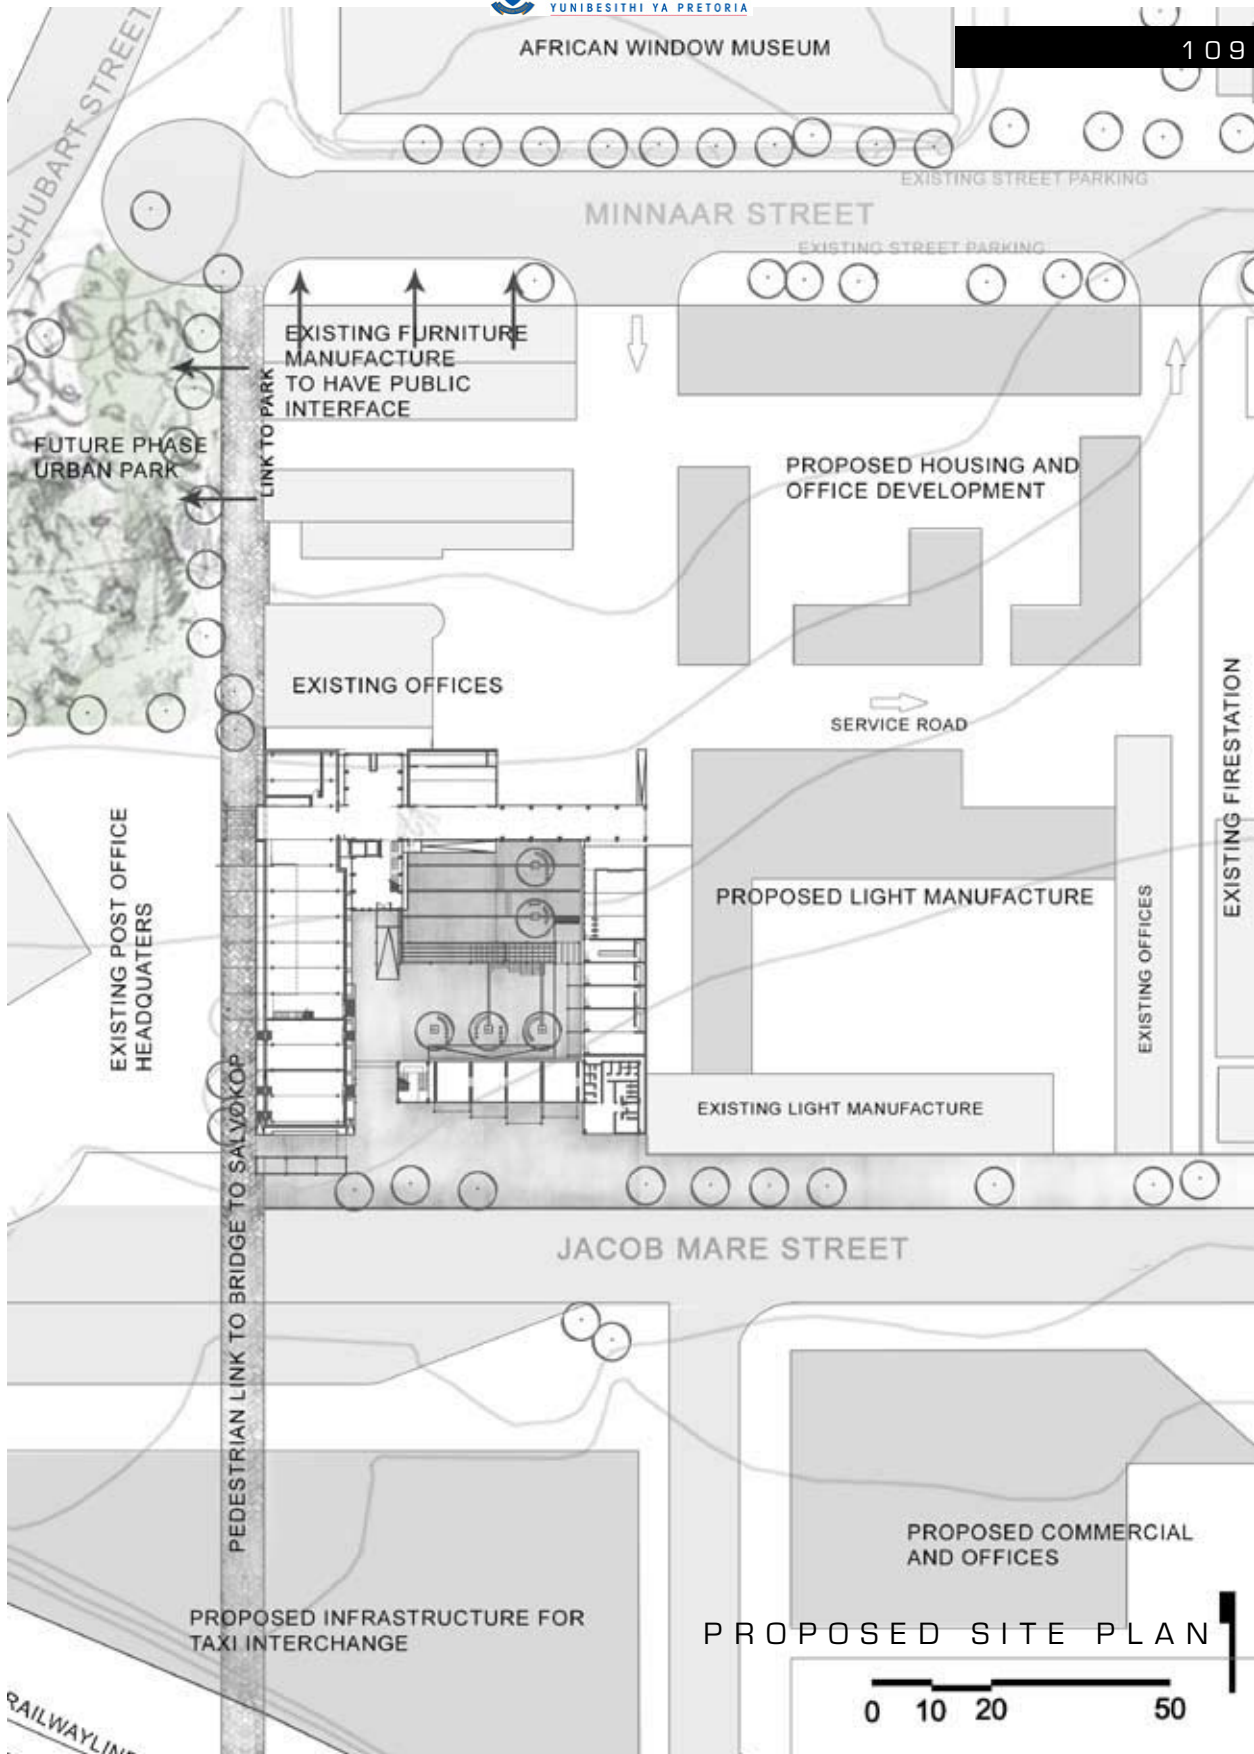 YUNIBESITHI YA PRETORIA
109
AFRICAN WINDOW MUSEUM
SCHUBART STREET
EXISTING STREET PARKING
MINNAAR STREET
EXISTING STREET PARKING
EXISTING FURNITURE
MANUFACTURE
TO HAVE PUBLIC
INTERFACE
LINK TO PARK
FUTURE PHASE
URBAN PARK
PROPOSED HOUSING AND
OFFICE DEVELOPMENT
EXISTING OFFICES
SERVICE ROAD
EXISTING FIRESTATION
EXISTING POST OFFICE
HEADQUATERS
PROPOSED LIGHT MANUFACTURE
EXISTING OFFICES
EXISTING LIGHT MANUFACTURE
PEDESTRIAN LINK TO BRIDGE TO SALVOKOP
JACOB MARE STREET
PROPOSED COMMERCIAL
AND OFFICES
PROPOSED INFRASTRUCTURE FOR
TAXI INTERCHANGE
PROPOSED SITE PLAN
0 10 20 50
RAILWAYLINE